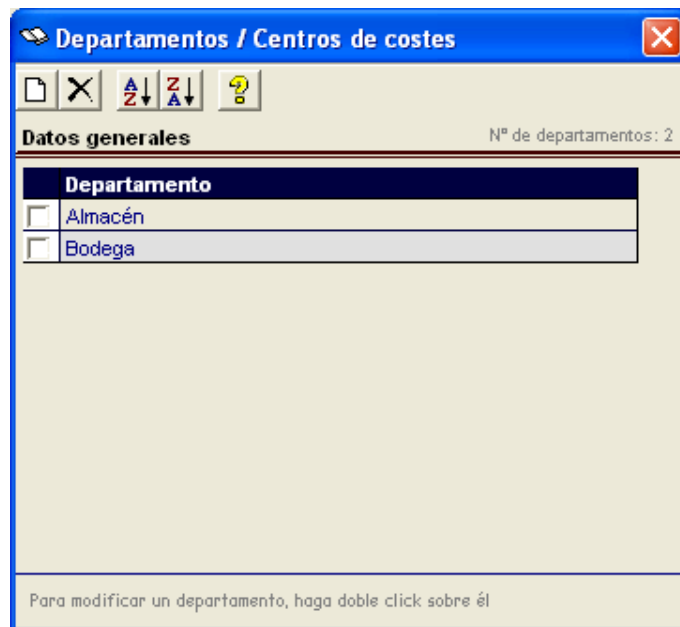 Departamentos / Centros de costes
Datos generales
Nº de departamentos: 2
Departamento
Almacén
Bodega
Para modificar un departamento, haga doble click sobre él